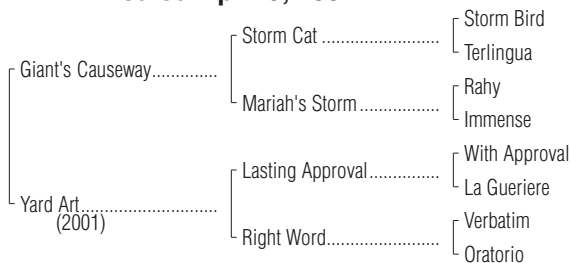 Storm Bird
Storm Cat
Terlingua
Giant's Causeway
Rahy
Mariah's Storm
Immense
With Approval
Lasting Approval
La Gueriere
Yard Art
(2001)
Verbatim
Right Word
Oratorio